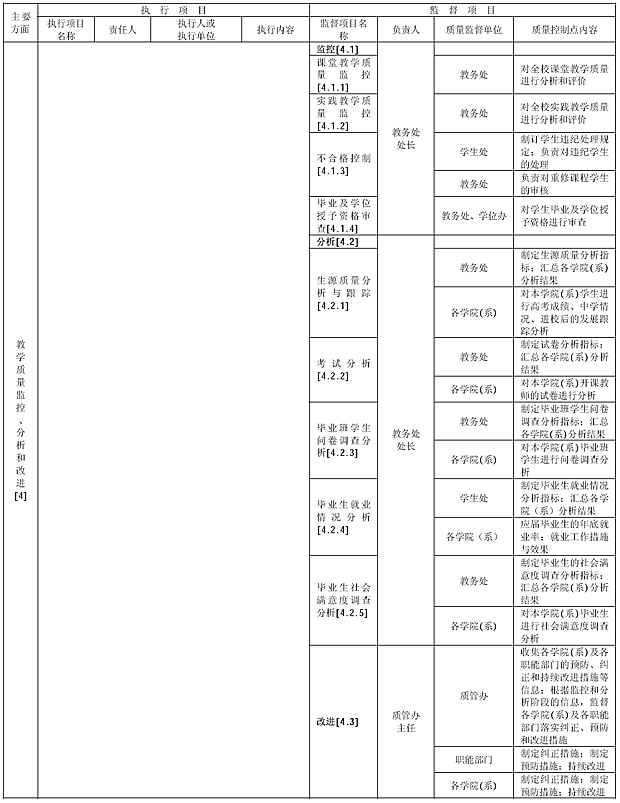 主要
方面
执 行 项 目
监 督 项 目
执行项目
名称
责任人
执行人或
执行单位
执行内容
监督项目名
称
负责人
质量监督单位
质量控制点内容
教
学
质
量
监
控
、
分
析
和
改
进
[4]
监控[4.1]
教务处
处长
课堂教学质
量监控
[4.1.1]
教务处
对全校课堂教学质量
进行分析和评价
实践教学质
量监控
[4.1.2]
教务处
对全校实践教学质量
进行分析和评价
不合格控制
[4.1.3]
学生处
制订学生违纪处理规
定；负责对违纪学生
的处理
教务处
负责对重修课程学生
的审核
毕业及学位
授予资格审
查[4.1.4]
教务处、学位办
对学生毕业及学位授
予资格进行审查
分析[4.2]
教务处
处长
生源质量分
析与跟踪
[4.2.1]
教务处
制定生源质量分析指
标；汇总各学院(系)
分析结果
各学院(系)
对本学院(系)学生进
行高考成绩、中学情
况、进校后的发展跟
踪分析
考试分析
[4.2.2]
教务处
制定试卷分析指标；
汇总各学院(系)分析
结果
各学院(系)
对本学院(系)开课教
师的试卷进行分析
毕业班学生
问卷调查分
析[4.2.3]
教务处
制定毕业班学生问卷
调查分析指标；汇总
各学院(系)分析结果
各学院(系)
对本学院(系)毕业班
学生进行问卷调查分
析
毕业生就业
情况分析
[4.2.4]
学生处
制定毕业生就业情况
分析指标；汇总各学
院（系）分析结果
各学院（系）
应届毕业生的年底就
业率；就业工作措施
与效果
毕业生社会
满意度调查
分析[4.2.5]
教务处
制定毕业生的社会满
意度调查分析指标；
汇总各学院(系)分析
结果
各学院(系)
对本学院(系)毕业生
进行社会满意度调查
分析
改进[4.3]
质管办
主任
质管办
收集各学院(系)及各
职能部门的预防、纠
正和持续改进措施等
信息；根据监控和分
析阶段的信息，监督
各学院(系)及各职能
部门落实纠正、预防
和改进措施
职能部门
制定纠正措施；制定
预防措施；持续改进
各学院(系)
制定纠正措施；制定
预防措施；持续改进